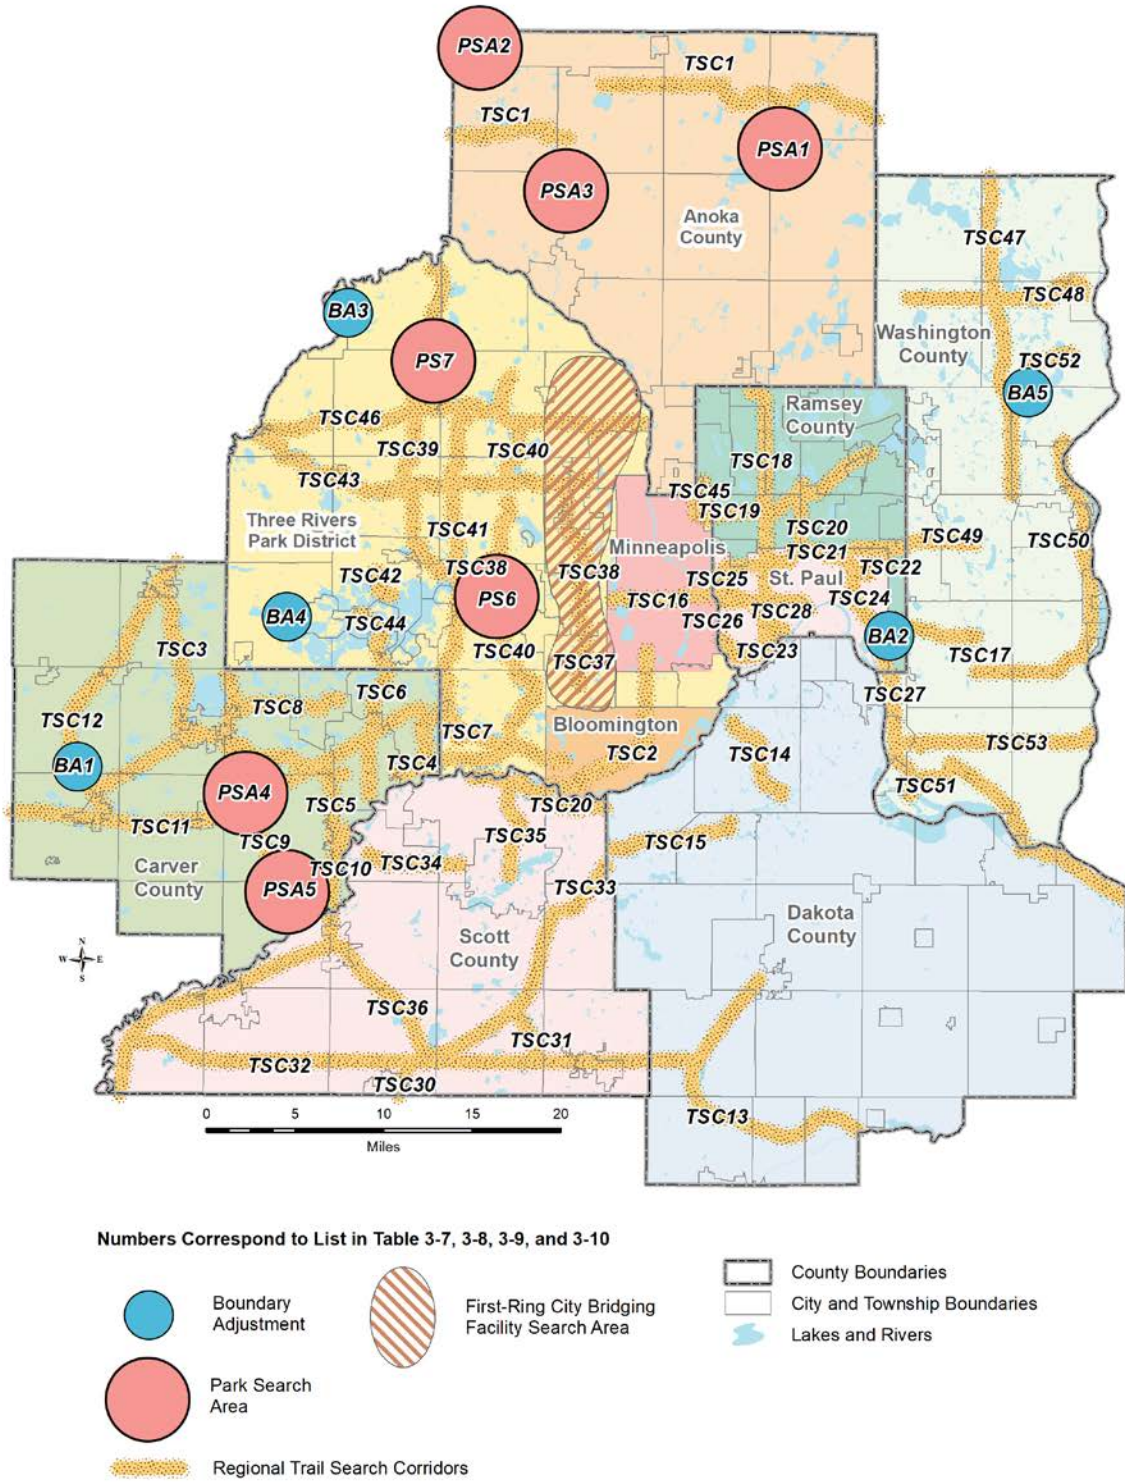 PSA2
TSC1
TSC1
PSA1
PSA3
Anoka
County
TSC47
BA3
TSC48
Washington
County
PS7
TSC52
BA5
Ramsey
County
TSC46
TSC39
TSC40
TSC18
TSC43
TSC45
TSC19
Three Rivers
Park District
TSC41
TSC20
TSC49
TSC50
Minneapolis
TSC21
TSC42
TSC38
TSC38
TSC25
St. Paul
TSC22
PS6
TSC16
TSC28
TSC24
BA4
TSC44
TSC26
BA2
TSC3
TSC40
TSC37
TSC23
TSC17
TSC6
TSC27
TSC8
TSC12
TSC7
Bloomington
TSC2
TSC14
TSC53
BA1
TSC4
PSA4
TSC5
TSC20
TSC51
TSC11
TSC9
TSC35
TSC15
Carver
County
TSC10
TSC34
PSA5
TSC33
Dakota
County
Scott
County
N
W E
S
TSC36
TSC31
TSC32
TSC30
TSC13
0 5 10 15 20
Miles
Numbers Correspond to List in Table 3-7, 3-8, 3-9, and 3-10
Boundary
Adjustment
First-Ring City Bridging
Facility Search Area
County Boundaries
City and Township Boundaries
Lakes and Rivers
Park Search
Area
Regional Trail Search Corridors